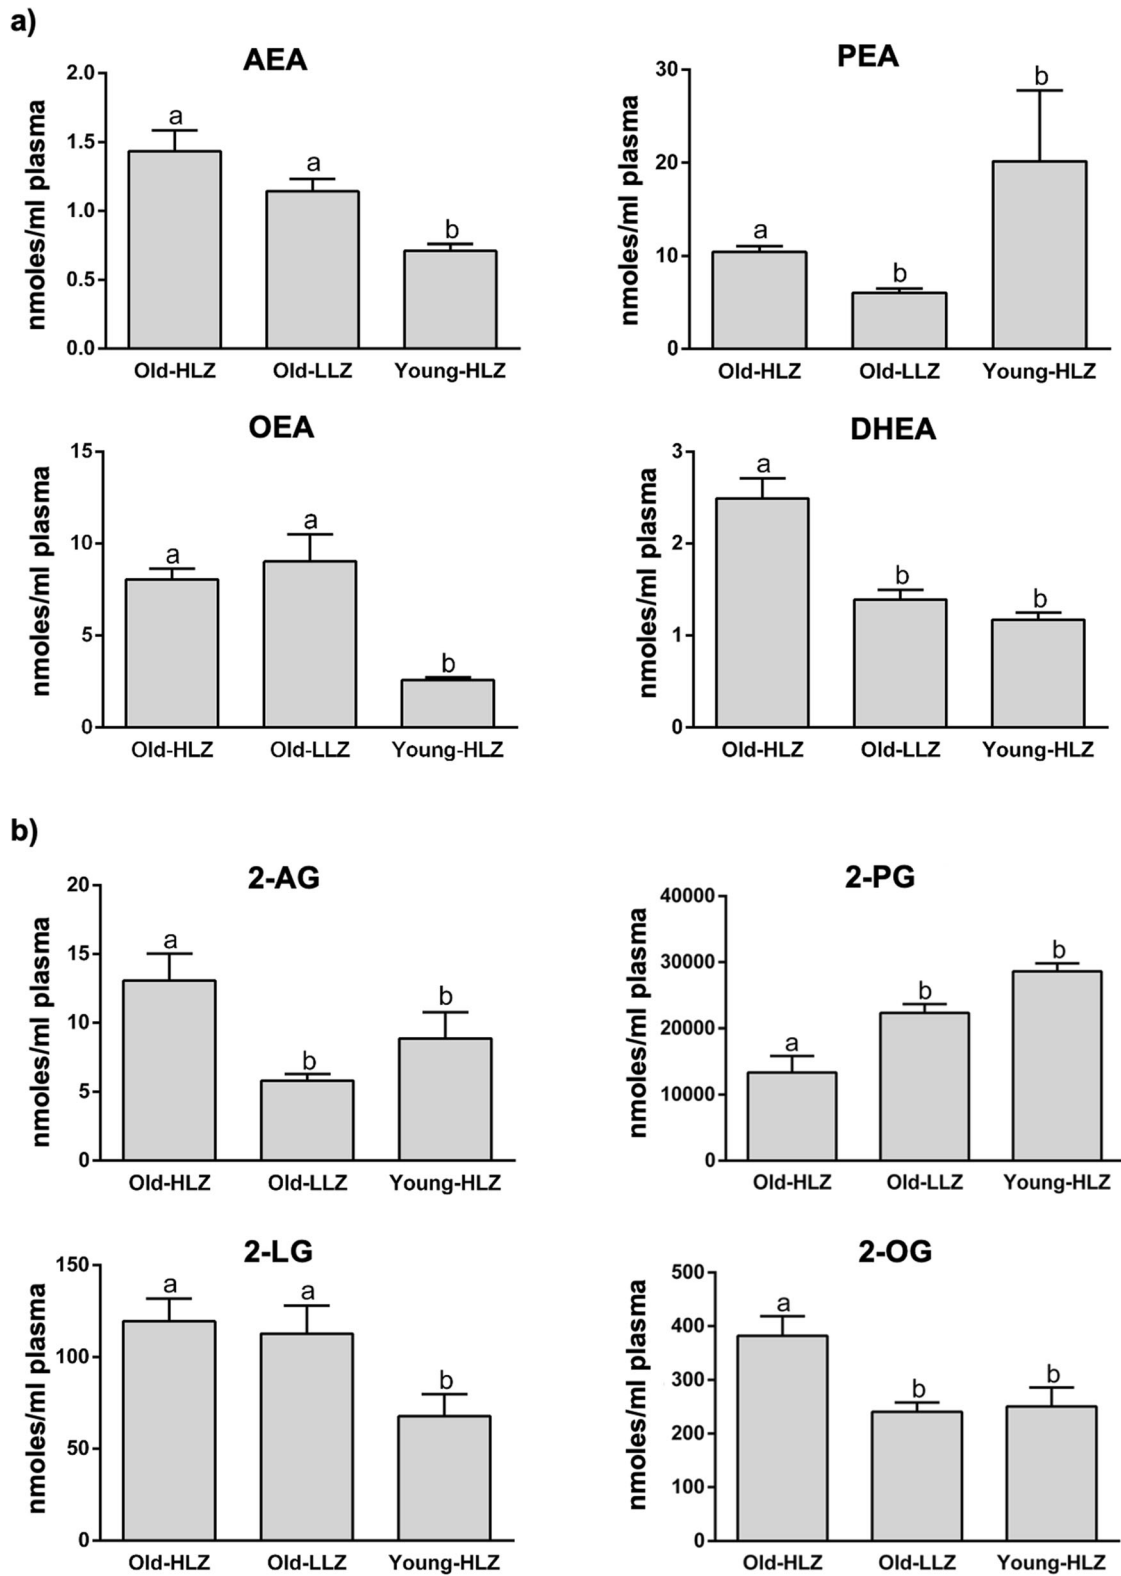 a)
AEA
nmoles/ml plasma
2.0
1.5
1.0
0.5
0.0
a
a
b
Old-HLZ Old-LLZ Young-HLZ
PEA
nmoles/ml plasma
30
20
10
0
a
b
b
Old-HLZ Old-LLZ Young-HLZ
OEA
nmoles/ml plasma
15
10
5
0
a
a
b
Old-HLZ Old-LLZ Young-HLZ
DHEA
nmoles/ml plasma
3
2
1
0
a
b
b
Old-HLZ Old-LLZ Young-HLZ
b)
2-AG
nmoles/ml plasma
20
15
10
5
0
a
b
b
Old-HLZ Old-LLZ Young-HLZ
2-PG
nmoles/ml plasma
40000
30000
20000
10000
0
a
b
b
Old-HLZ Old-LLZ Young-HLZ
2-LG
nmoles/ml plasma
150
100
50
0
a
a
b
Old-HLZ Old-LLZ Young-HLZ
2-OG
nmoles/ml plasma
500
400
300
200
100
0
a
b
b
Old-HLZ Old-LLZ Young-HLZ